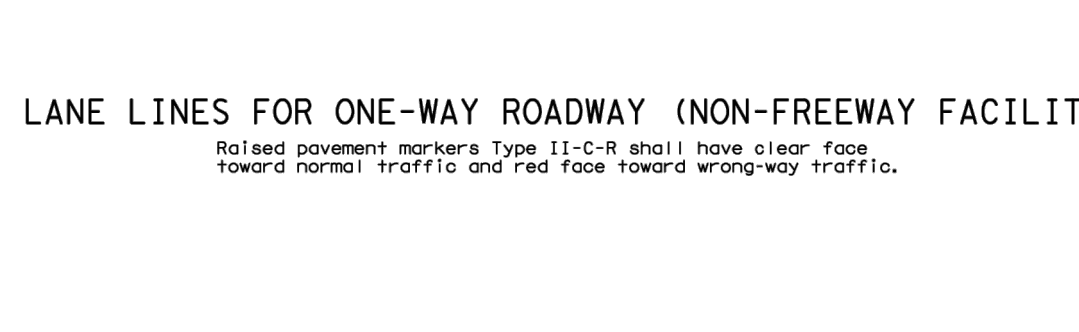 LANE LINES FOR ONE-WAY ROADWAY (NON-FREEWAY FACILIT
Raised pavement markers Type II-C-R shall have clear face
toward normal traffic and red face toward wrong-way traffic.